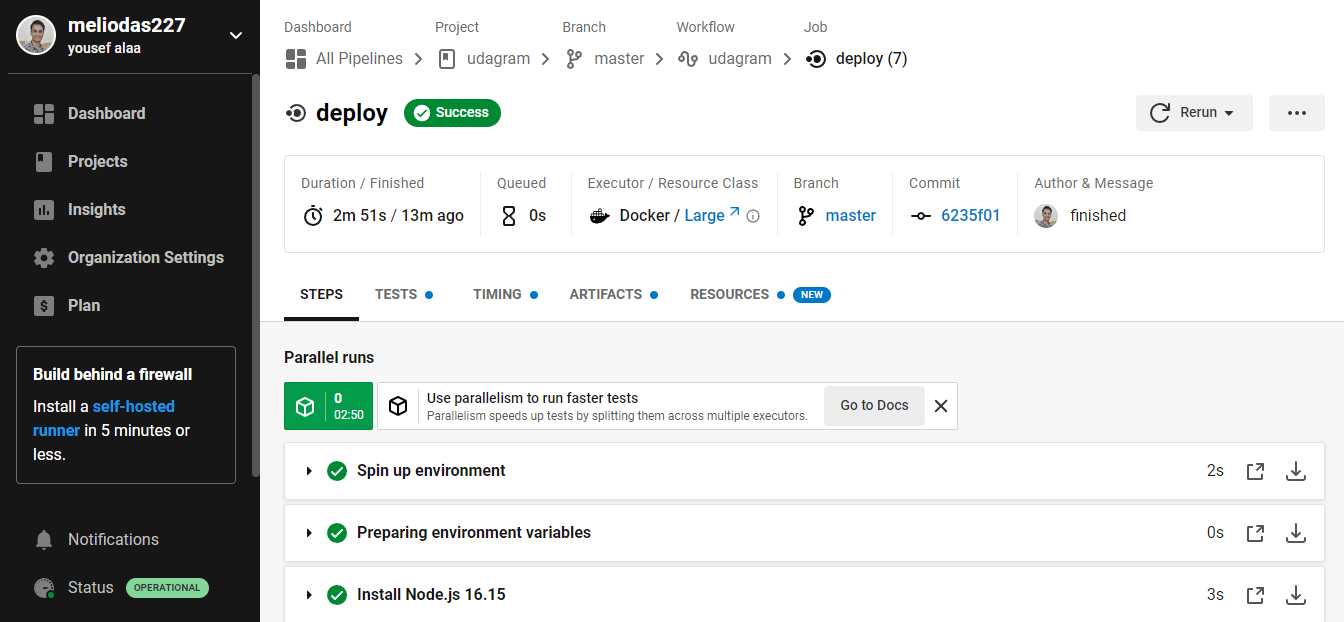 meliodas227
yousef alaa
Dashboard
Projects
Insights
Organization Settings
Plan
Build behind a firewall
Install a self-hosted
runner in 5 minutes or
less.
Notifications
Status OPERATIONAL
Dashboard Project Branch Workflow Job
All Pipelines udagram master udagram deploy (7)
deploy Success Rerun
Duration / Finished Queued Executor / Resource Class Branch Commit Author & Message
2m 51s / 13m ago 0s Docker / Large master 6235f01 finished
STEPS TESTS TIMING ARTIFACTS RESOURCES NEW
Parallel runs
0
02:50
Use parallelism to run faster tests
Parallelism speeds up tests by splitting them across multiple executors.
Go to Docs
Spin up environment 2s
Preparing environment variables 0s
Install Node.js 16.15 3s